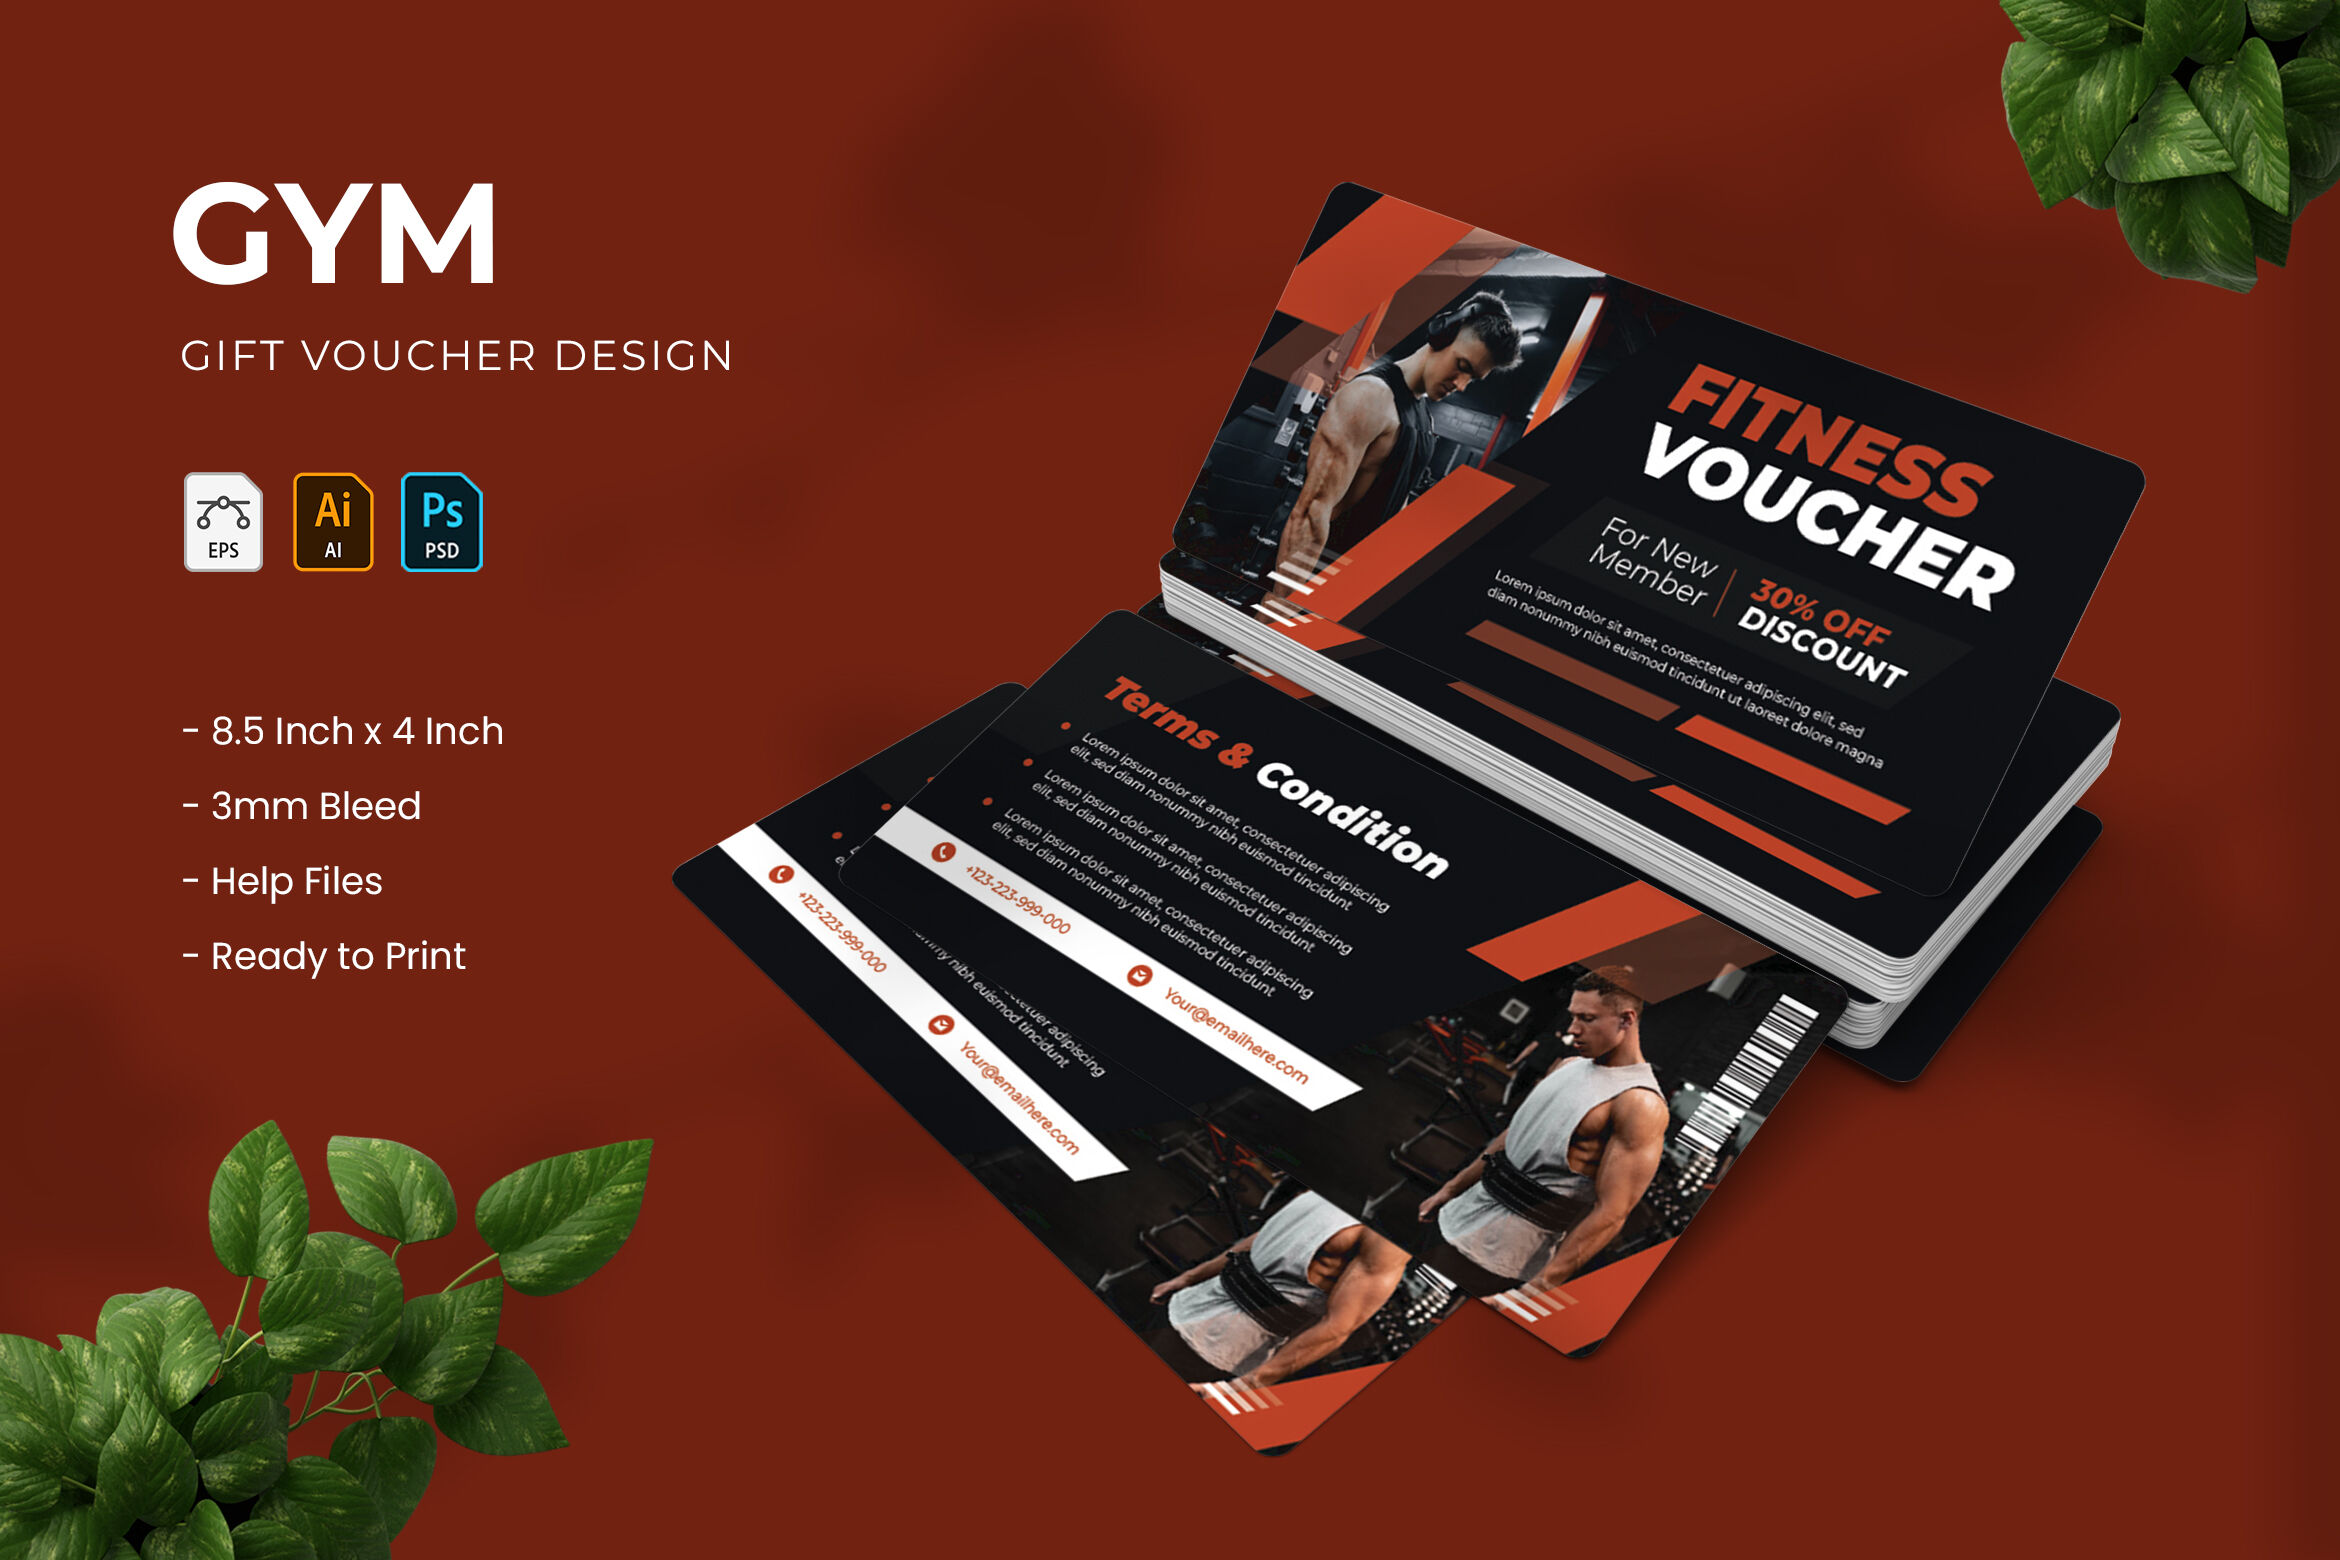 GYM
GIFT VOUCHER DESIGN
EPS
Ai
AI
Ps
PSD
- 8.5 Inch x 4 Inch
- 3mm Bleed
- Help Files
- Ready to Print
FITNESS
VOUCHER
For New
Member
30% OFF
DISCOUNT
Lorem ipsum dolor sit amet, consectetuer adipiscing elit, sed
diam nonummy nibh euismod tincidunt ut laoreet dolore magna
Terms & Condition
Lorem ipsum dolor sit amet, consectetuer adipiscing
elit, sed diam nonummy nibh euismod tincidunt
Lorem ipsum dolor sit amet, consectetuer adipiscing
elit, sed diam nonummy nibh euismod tincidunt
Lorem ipsum dolor sit amet, consectetuer adipiscing
elit, sed diam nonummy nibh euismod tincidunt
+123-223-999-000
Your@emailhere.com
adipiscing
nibh euismod tincidunt
+123-223-999-000
Your@emailhere.com